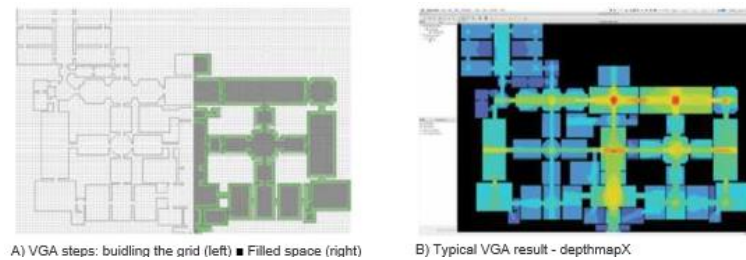 A) VGA steps: buidling the grid (left) ■ Filled space (right)
B) Typical VGA result - depthmapX